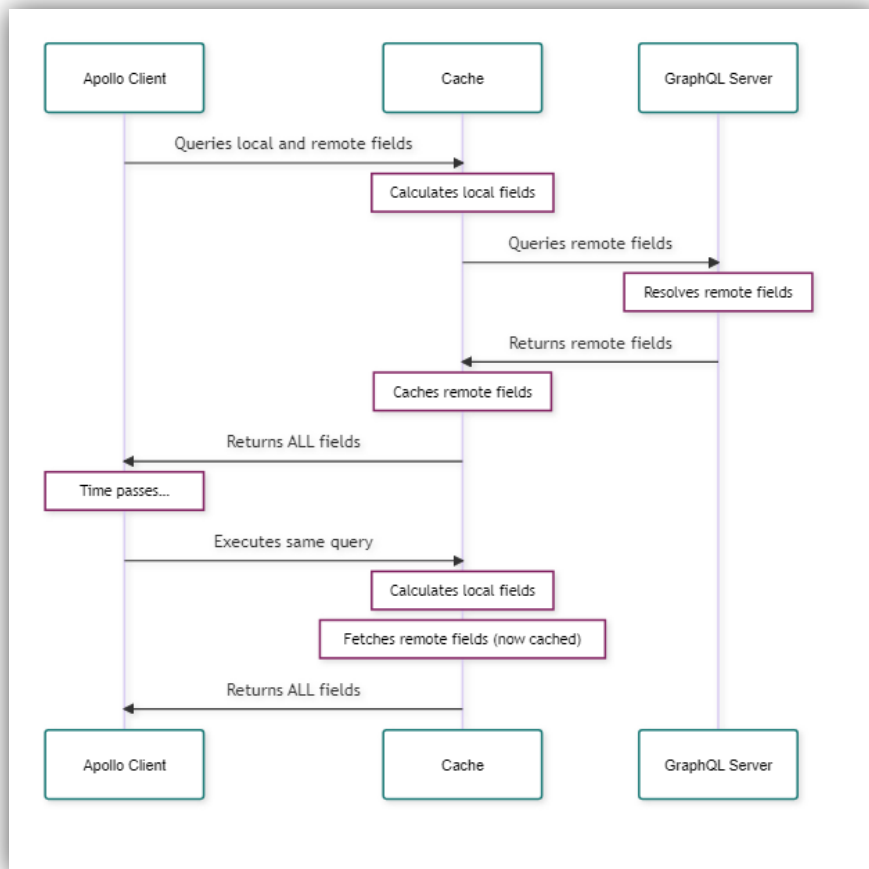 Apollo Client
Cache
GraphQL Server
Queries local and remote fields
Calculates local fields
Queries remote fields
Resolves remote fields
Returns remote fields
Caches remote fields
Returns ALL fields
Time passes...
Executes same query
Calculates local fields
Fetches remote fields (now cached)
Returns ALL fields
Apollo Client
Cache
GraphQL Server